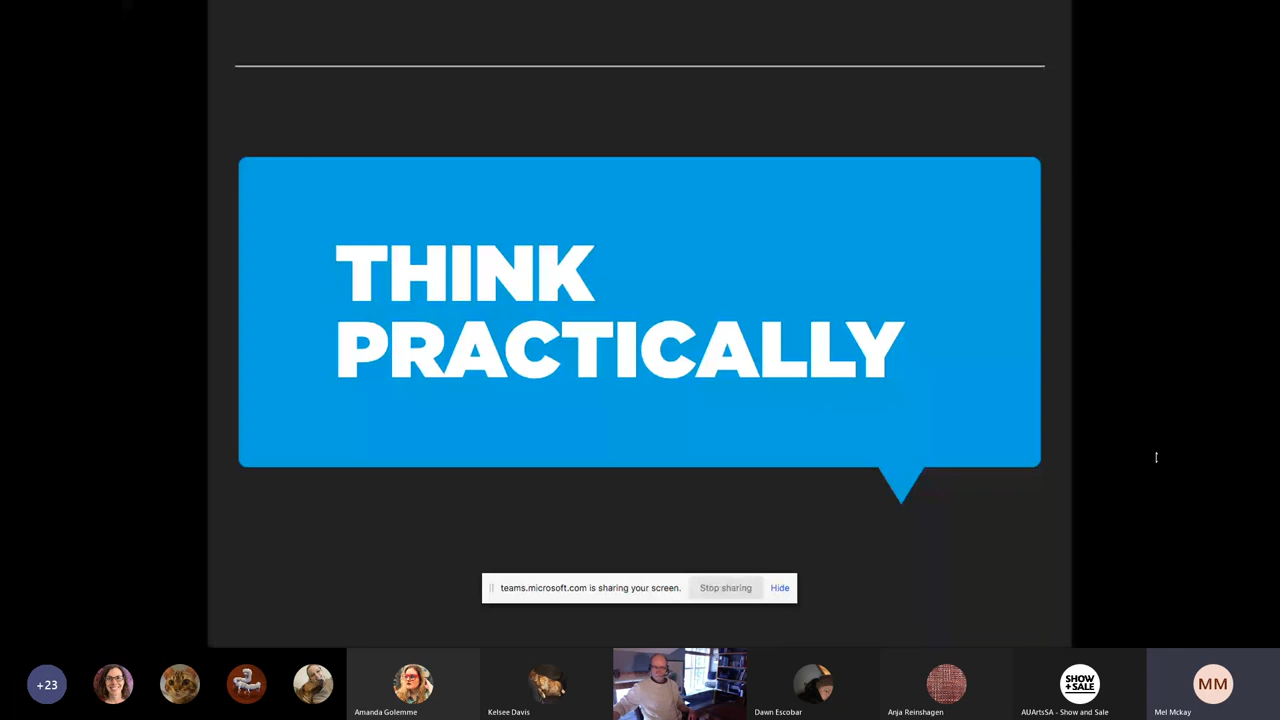 THINK
PRACTICALLY
teams.microsoft.com is sharing your screen. Stop sharing Hide
+23
SHOW
+SALE
MM
Amanda Golemme Kelsee Davis Dawn Escobar Anja Reinshagen AUArtsSA - Show and Sale Mel Mckay